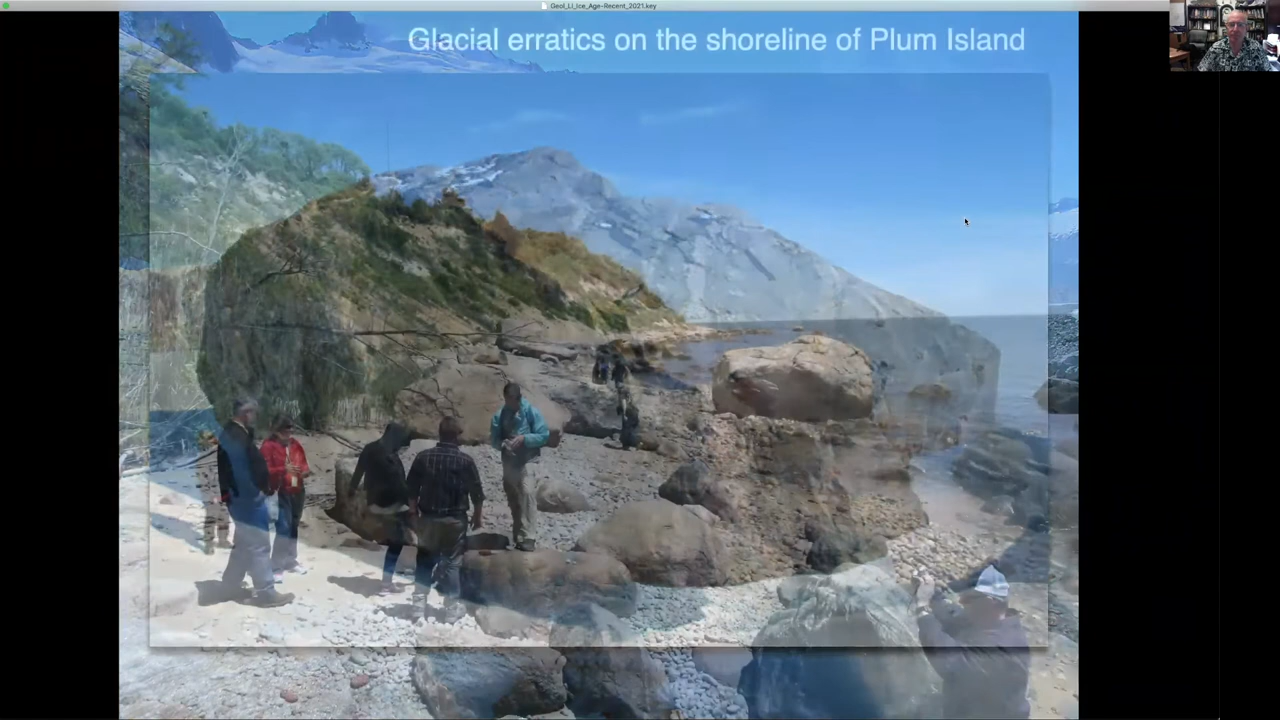 Geol_LI_Ice_Age-Recent_2021.key
Glacial erratics on the shoreline of Plum Island